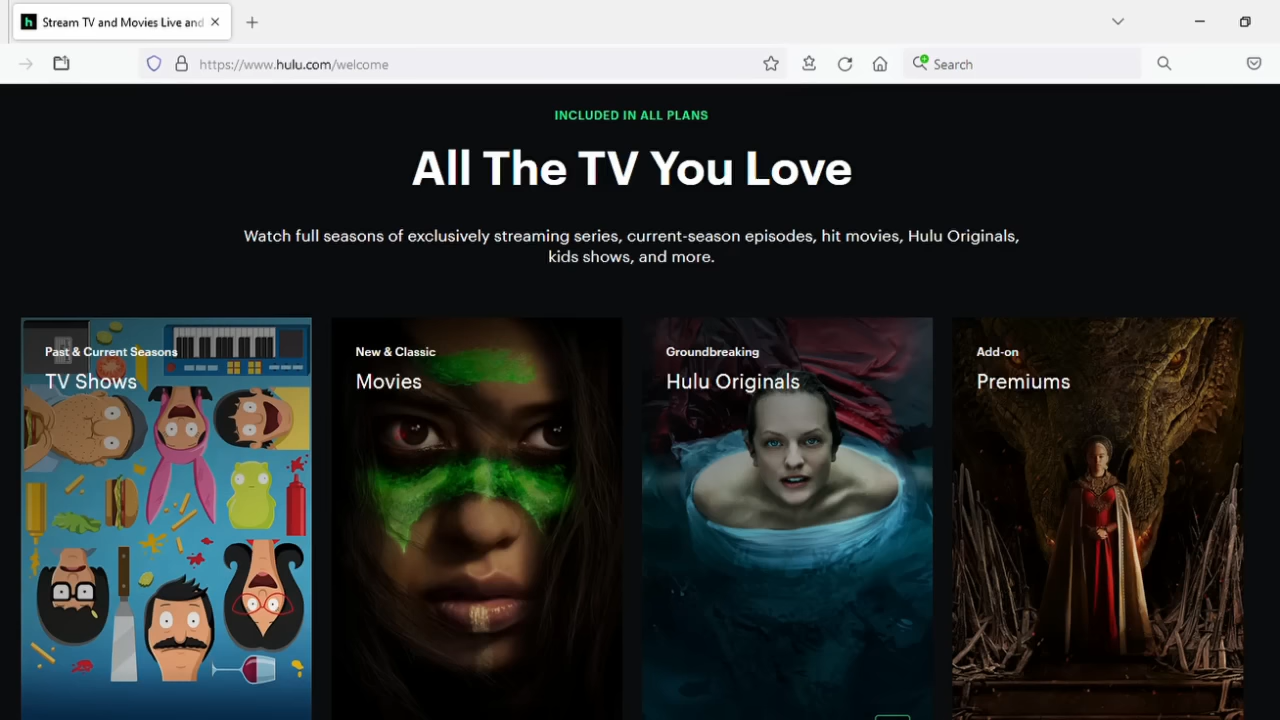 h Stream TV and Movies Live and
https://www.hulu.com/welcome
Search
INCLUDED IN ALL PLANS
All The TV You Love
Watch full seasons of exclusively streaming series, current-season episodes, hit movies, Hulu Originals,
kids shows, and more.
Past & Current Seasons
TV Shows
New & Classic
Movies
Groundbreaking
Hulu Originals
Add-on
Premiums